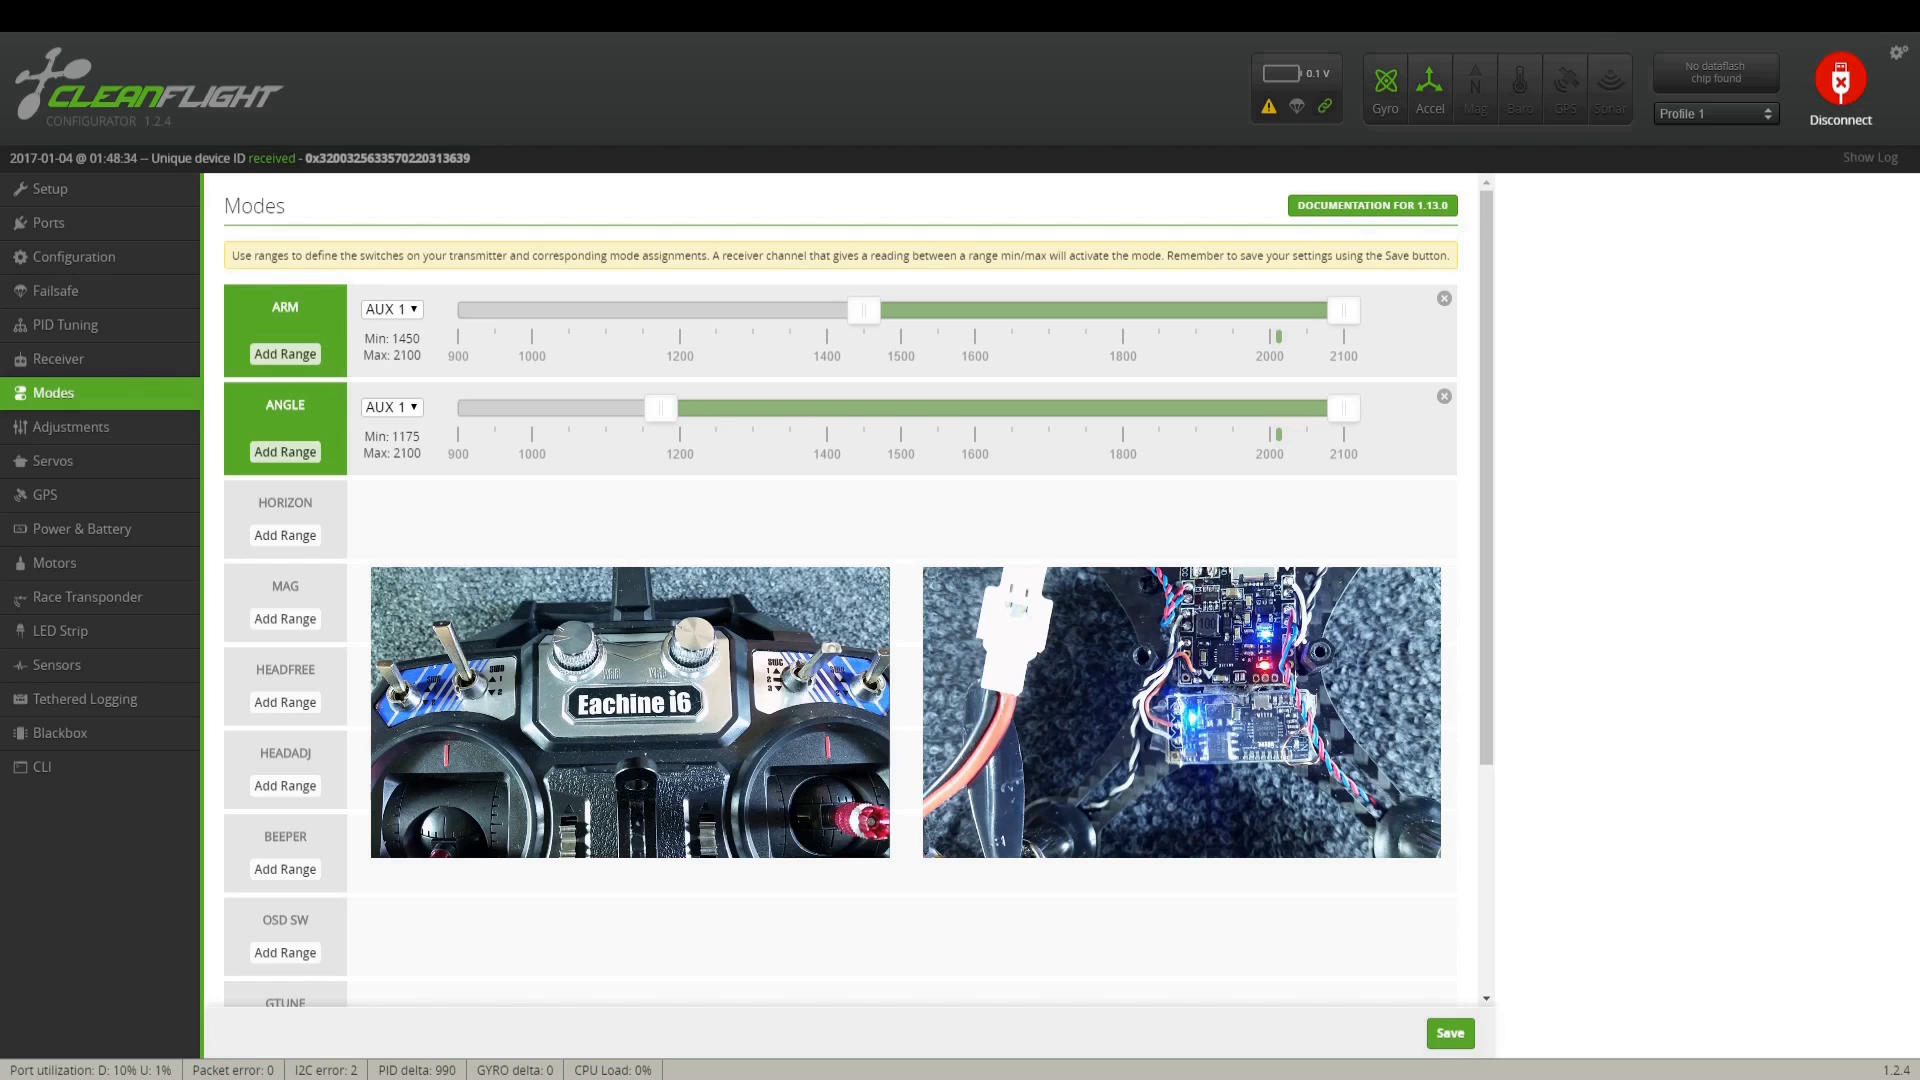 CLEANFLIGHT
CONFIGURATOR 1.2.4
0.1 V
Gyro
Accel
Mag
Baro
GPS
Sonar
No dataflash
chip found
Profile 1
Disconnect
2017-01-04 @ 01:48:34 -- Unique device ID received - 0x3200325633570220313639
Show Log
Setup
Ports
Configuration
Failsafe
PID Tuning
Receiver
Modes
Adjustments
Servos
GPS
Power & Battery
Motors
Race Transponder
LED Strip
Sensors
Tethered Logging
Blackbox
CLI
Modes
DOCUMENTATION FOR 1.13.0
Use ranges to define the switches on your transmitter and corresponding mode assignments. A receiver channel that gives a reading between a range min/max will activate the mode. Remember to save your settings using the Save button.
ARM
Add Range
AUX 1
Min: 1450
Max: 2100
900 1000 1200 1400 1500 1600 1800 2000 2100
ANGLE
Add Range
AUX 1
Min: 1175
Max: 2100
900 1000 1200 1400 1500 1600 1800 2000 2100
HORIZON
Add Range
MAG
Add Range
HEADFREE
Add Range
HEADADJ
Add Range
BEEPER
Add Range
OSD SW
Add Range
GTUNE
Eachine i6
Save
Port utilization: D: 10% U: 1%
Packet error: 0
I2C error: 2
PID delta: 990
GYRO delta: 0
CPU Load: 0%
1.2.4